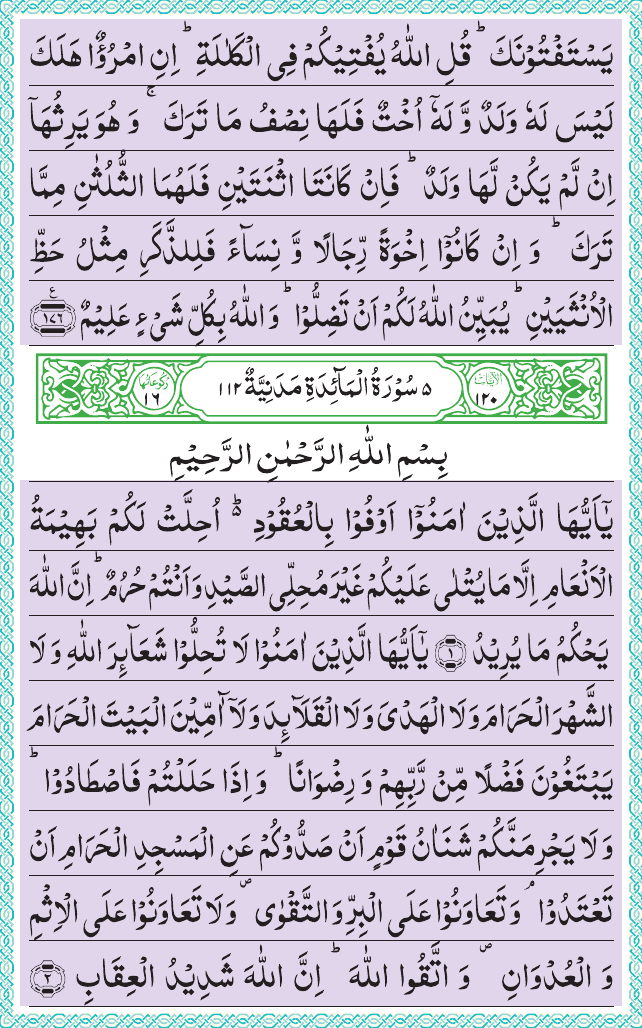 يَسْتَفْتُوْنَكَ ؕ قُلِ اللّٰهُ يُفْتِيْكُمْ فِی الْكَلٰلَةِ ؕ اِنِ امْرُؤٌا هَلَكَ
لَيْسَ لَهٗ وَلَدٌ وَّ لَهٗۤ اُخْتٌ فَلَهَا نِصْفُ مَا تَرَكَ ۚ وَ هُوَ يَرِثُهَاۤ
اِنْ لَّمْ يَكُنْ لَّهَا وَلَدٌ ؕ فَاِنْ كَانَتَا اثْنَتَيْنِ فَلَهُمَا الثُّلُثٰنِ مِمَّا
تَرَكَ ؕ وَ اِنْ كَانُوْۤا اِخْوَةً رِّجَالًا وَّ نِسَآءً فَلِلذَّكَرِ مِثْلُ حَظِّ
الْاُنْثَيَيْنِ ؕ يُبَيِّنُ اللّٰهُ لَكُمْ اَنْ تَضِلُّوْا ؕ وَ اللّٰهُ بِكُلِّ شَیْءٍ عَلِيْمٌ ۧ ﴿۱۷۶﴾
الآیات ۱۲۰ ۵ سُوْرَةُ الْمَآئِدَةِ مَدَنِيَّةٌ ۱۱۲ رکوعاتها ۱۶
بِسْمِ اللّٰهِ الرَّحْمٰنِ الرَّحِيْمِ
يٰۤاَيُّهَا الَّذِيْنَ اٰمَنُوْۤا اَوْفُوْا بِالْعُقُوْدِ ؕ۬ اُحِلَّتْ لَكُمْ بَهِيْمَةُ
الْاَنْعَامِ اِلَّا مَا يُتْلٰی عَلَيْكُمْ غَيْرَ مُحِلِّی الصَّيْدِ وَ اَنْتُمْ حُرُمٌ ؕ اِنَّ اللّٰهَ
يَحْكُمُ مَا يُرِيْدُ ﴿۱﴾ يٰۤاَيُّهَا الَّذِيْنَ اٰمَنُوْا لَا تُحِلُّوْا شَعَآئِرَ اللّٰهِ وَ لَا
الشَّهْرَ الْحَرَامَ وَ لَا الْهَدْیَ وَ لَا الْقَلَآئِدَ وَ لَاۤ آٰمِّيْنَ الْبَيْتَ الْحَرَامَ
يَبْتَغُوْنَ فَضْلًا مِّنْ رَّبِّهِمْ وَ رِضْوَانًا ؕ وَ اِذَا حَلَلْتُمْ فَاصْطَادُوْا ؕ
وَ لَا يَجْرِمَنَّكُمْ شَنَاٰنُ قَوْمٍ اَنْ صَدُّوْكُمْ عَنِ الْمَسْجِدِ الْحَرَامِ اَنْ
تَعْتَدُوْا ۘ وَ تَعَاوَنُوْا عَلَی الْبِرِّ وَ التَّقْوٰی ۪ وَ لَا تَعَاوَنُوْا عَلَی الْاِثْمِ
وَ الْعُدْوَانِ ۪ وَ اتَّقُوا اللّٰهَ ؕ اِنَّ اللّٰهَ شَدِيْدُ الْعِقَابِ ﴿۲﴾